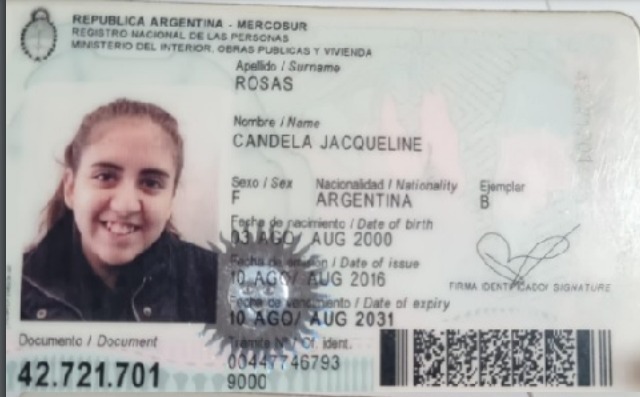 REPUBLICA ARGENTINA - MERCOSUR
REGISTRO NACIONAL DE LAS PERSONAS
MINISTERIO DEL INTERIOR, OBRAS PUBLICAS Y VIVIENDA
Apellido / Surname
ROSAS
Nombre / Name
CANDELA JACQUELINE
Sexo / Sex Nacionalidad / Nationality Ejemplar
F ARGENTINA B
Fecha de nacimiento / Date of birth
03 AGO/ AUG 2000
Fecha de emisión / Date of issue
10 AGO/ AUG 2016
FIRMA IDENTIFICADO/ SIGNATURE
Fecha de vencimiento / Date of expiry
10 AGO/ AUG 2031
Documento / Document
42.721.701
Trámite Nº / Of. ident.
9000